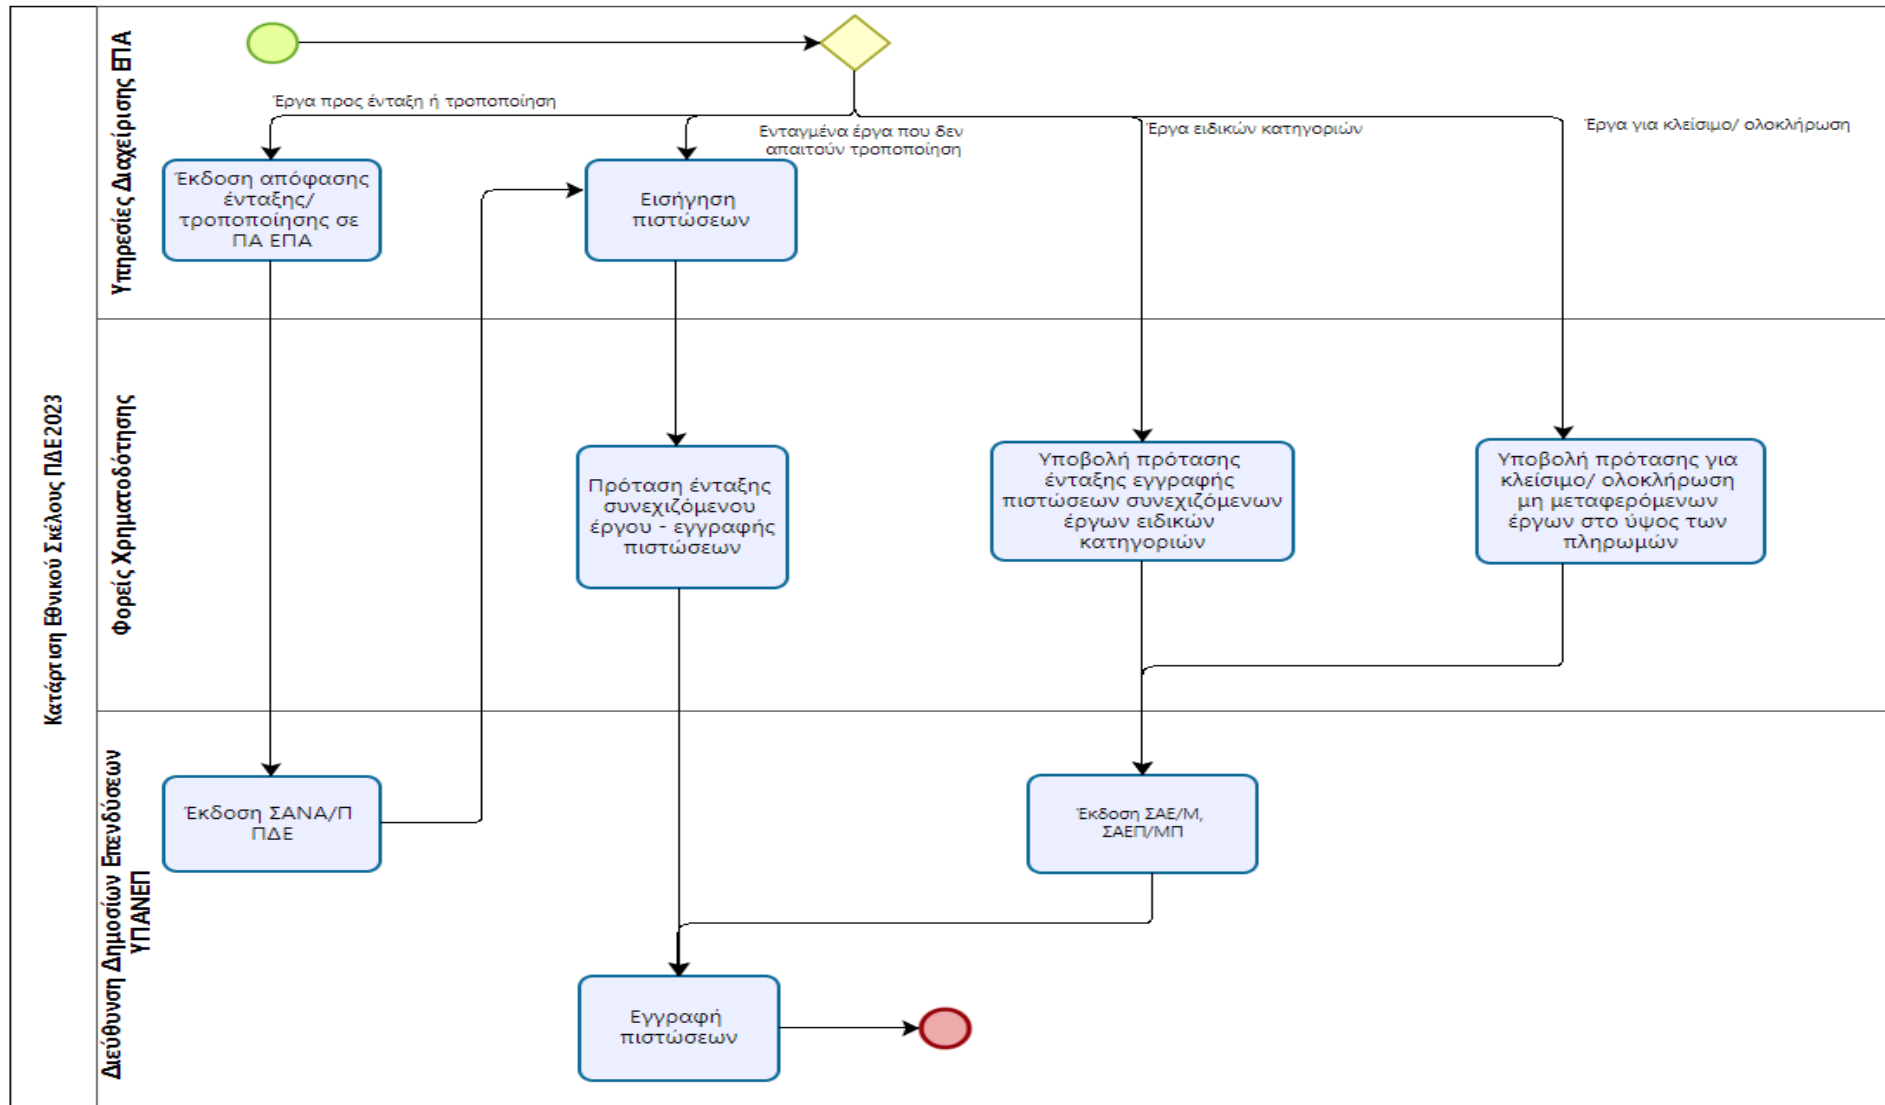 Κατάρτιση Εθνικού Σκέλους ΠΔΕ2023
Υπηρεσίες Διαχείρισης ΕΠΑ
Έργα προς ένταξη ή τροποποίηση
Ενταγμένα έργα που δεν
απαιτούν τροποποίηση
Έργα ειδικών κατηγοριών
Έργα για κλείσιμο/ ολοκλήρωση
Έκδοση απόφασης
ένταξης/
τροποποίησης σε
ΠΑ ΕΠΑ
Εισήγηση
πιστώσεων
Φορείς Χρηματοδότησης
Πρόταση ένταξης
συνεχιζόμενου
έργου - εγγραφής
πιστώσεων
Υποβολή πρότασης
ένταξης εγγραφής
πιστώσεων συνεχιζόμενων
έργων ειδικών
κατηγοριών
Υποβολή πρότασης για
κλείσιμο/ ολοκλήρωση
μη μεταφερόμενων
έργων στο ύψος των
πληρωμών
Διεύθυνση Δημοσίων Επενδύσεων
ΥΠΑΝΕΠ
Έκδοση ΣΑΝΑ/Π
ΠΔΕ
Έκδοση ΣΑΕ/Μ,
ΣΑΕΠ/ΜΠ
Εγγραφή
πιστώσεων